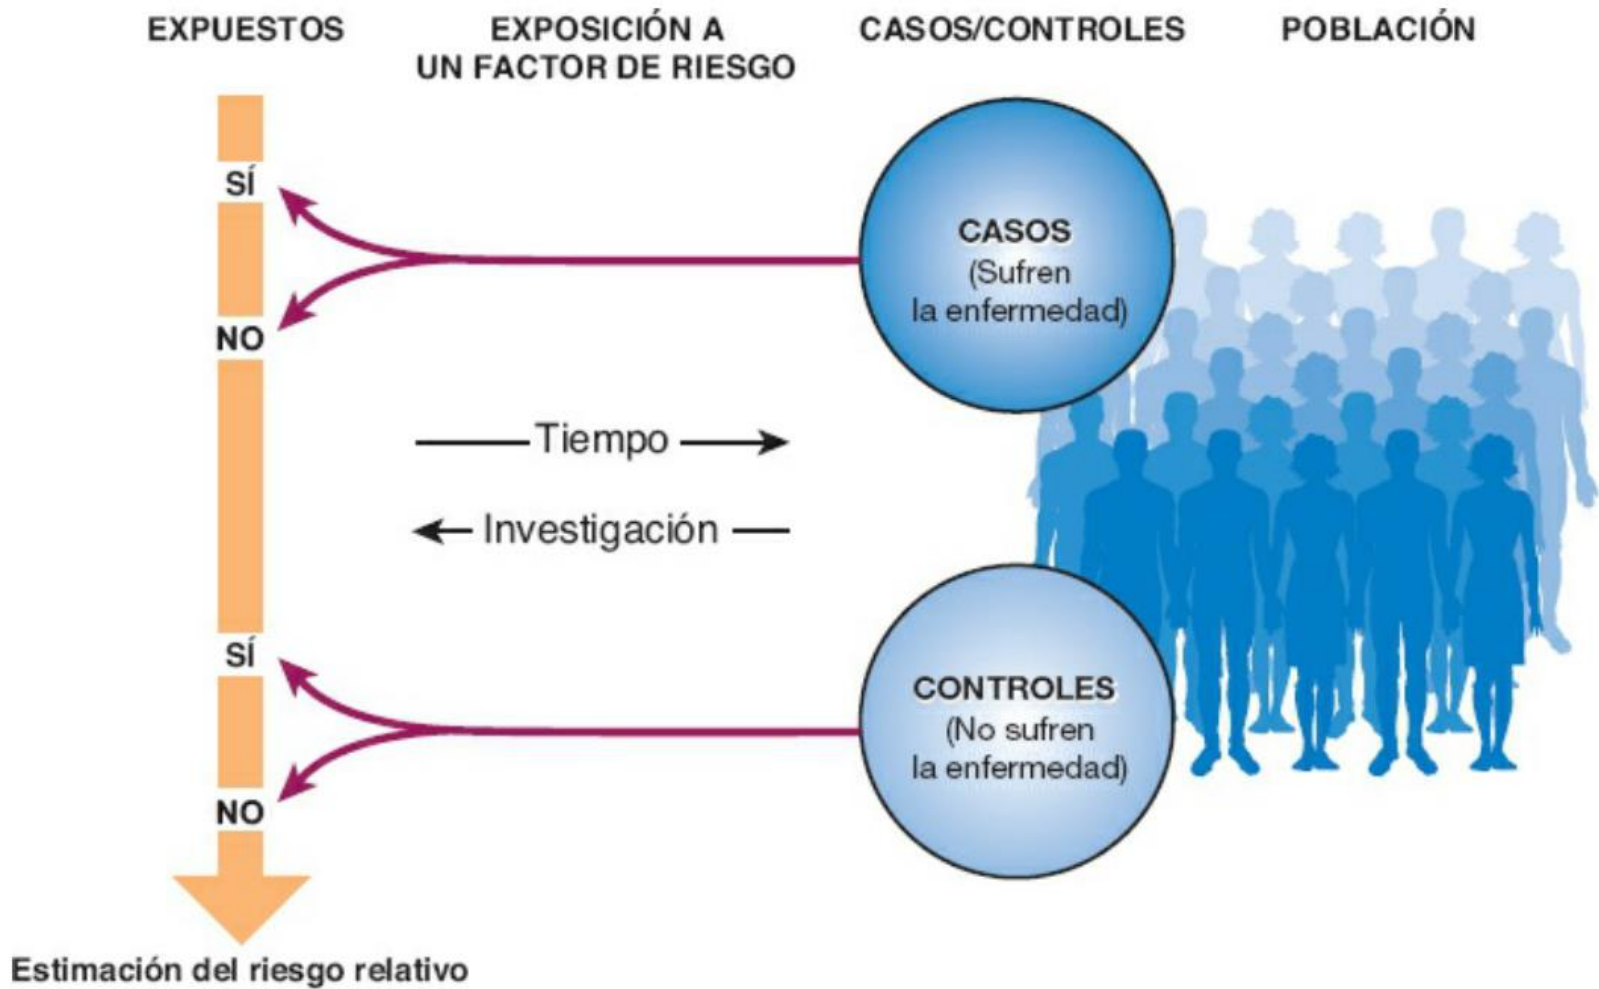 EXPUESTOS
EXPOSICIÓN A
UN FACTOR DE RIESGO
CASOS/CONTROLES
POBLACIÓN
SÍ
NO
CASOS
(Sufren
la enfermedad)
Tiempo
Investigación
SÍ
NO
CONTROLES
(No sufren
la enfermedad)
Estimación del riesgo relativo